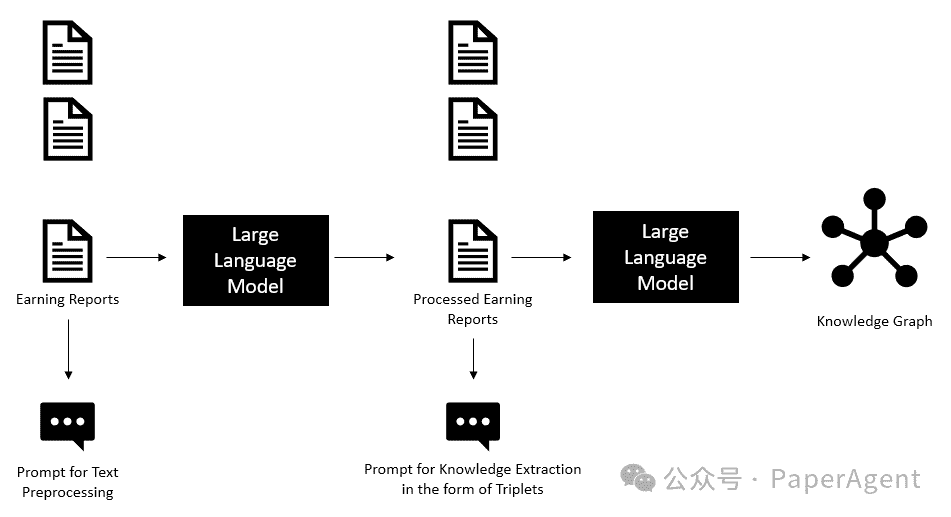 Large
Language
Model
Large
Language
Model
Earning Reports
Processed Earning
Reports
Knowledge Graph
Prompt for Text
Preprocessing
Prompt for Knowledge Extraction
in the form of Triplets
公众号 · PaperAgent